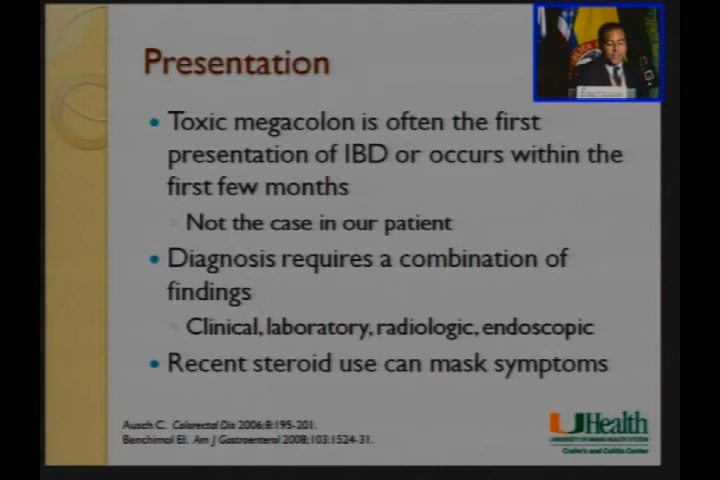 Presentation
Toxic megacolon is often the first
presentation of IBD or occurs within the
first few months
Not the case in our patient
Diagnosis requires a combination of
findings
Clinical, laboratory, radiologic, endoscopic
Recent steroid use can mask symptoms
Ausch C. Colorectal Dis 2006;8:195-201.
Benchimol EI. Am J Gastroenterol 2008;103:1524-31.
UHealth
UNIVERSITY OF MIAMI HEALTH SYSTEM
Crohn's and Colitis Center